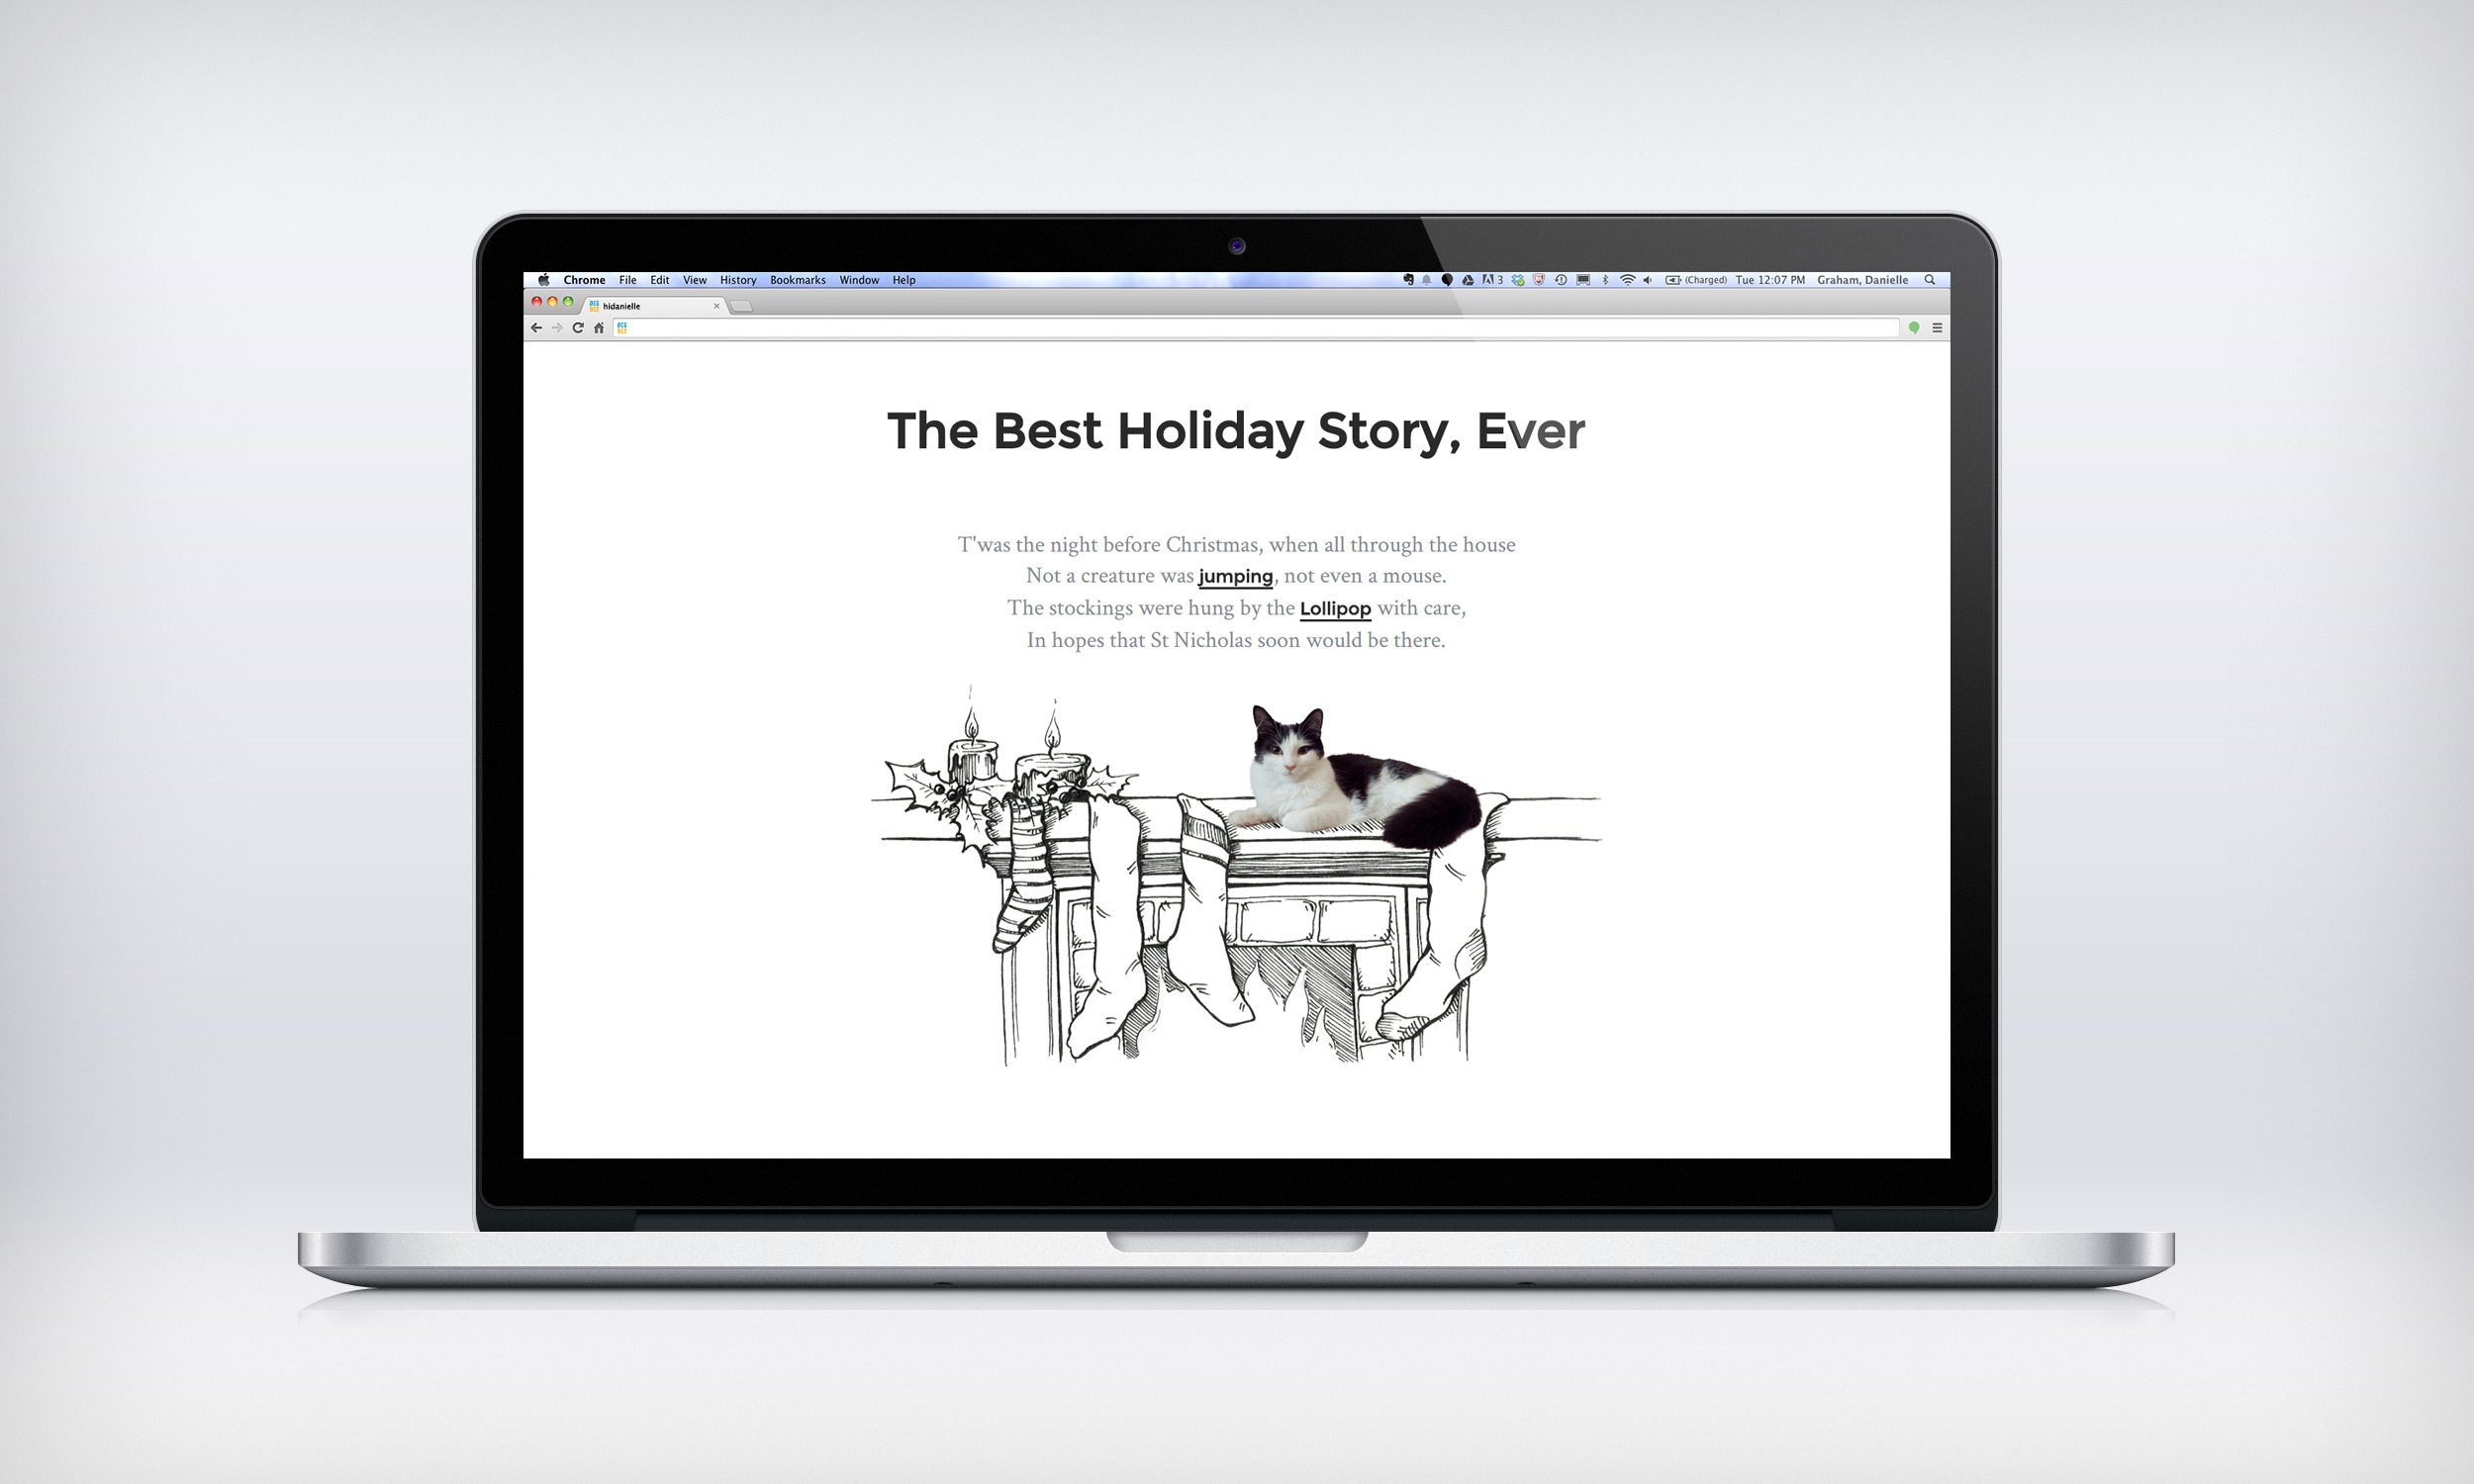 Chrome File Edit View History Bookmarks Window Help 3 (Charged) Tue 12:07 PM Graham, Danielle
hidanielle
The Best Holiday Story, Ever
T'was the night before Christmas, when all through the house
Not a creature was jumping, not even a mouse.
The stockings were hung by the Lollipop with care,
In hopes that St Nicholas soon would be there.